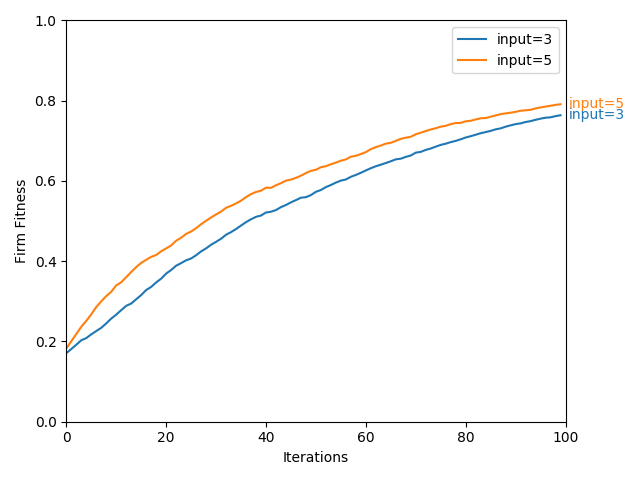 1.0
0.8
0.6
0.4
0.2
0.0
Firm Fitness
0 20 40 60 80 100
Iterations
input=3
input=5
input=5
input=3